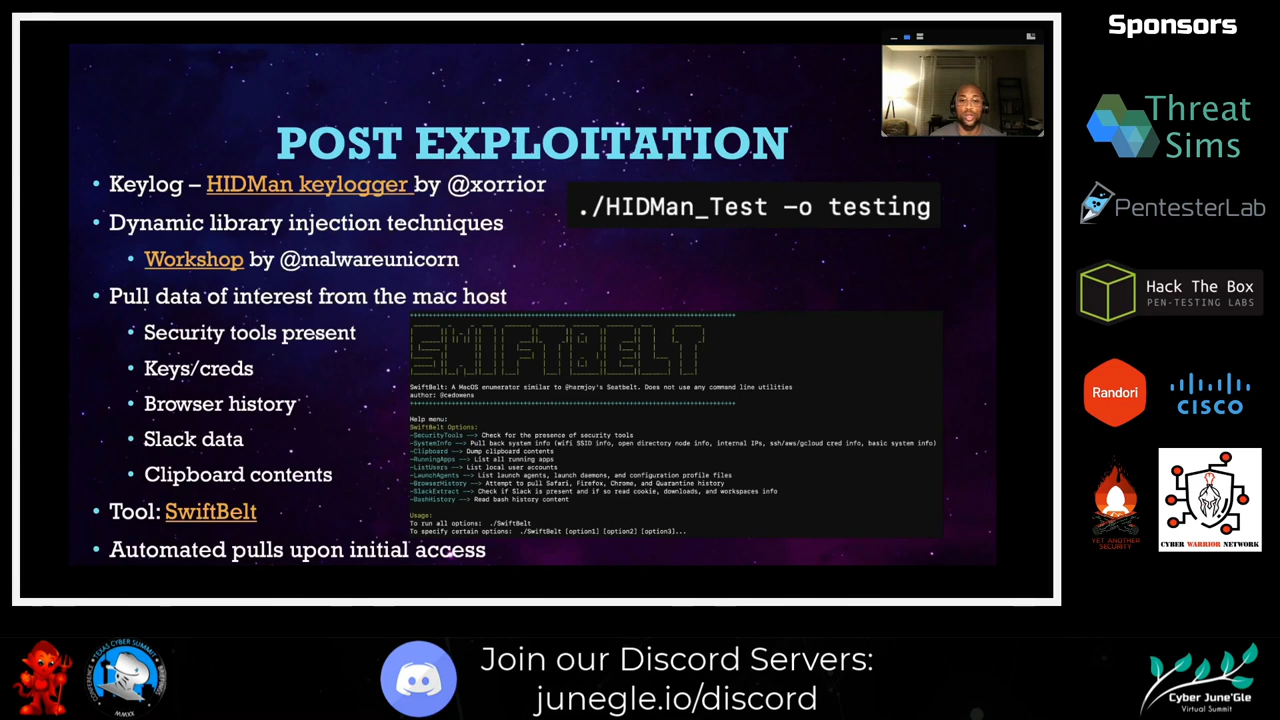 Sponsors
POST EXPLOITATION
• Keylog – HIDMan keylogger by @xorrior
./HIDMan_Test –o testing
• Dynamic library injection techniques
• Workshop by @malwareunicorn
• Pull data of interest from the mac host
• Security tools present
• Keys/creds
• Browser history
• Slack data
• Clipboard contents
• Tool: SwiftBelt
• Automated pulls upon initial access
SWIFTBELT
SwiftBelt: A MacOS enumerator similar to @harmjoy's Seatbelt. Does not use any command line utilities
author: @cedowens
Help menu:
SwiftBelt Options:
-SecurityTools --> Check for the presence of security tools
-SystemInfo --> Pull back system info (wifi SSID info, open directory node info, internal IPs, ssh/aws/gcloud cred info, basic system info)
-Clipboard --> Dump clipboard contents
-RunningApps --> List all running apps
-ListUsers --> List local user accounts
-LaunchAgents --> List launch agents, launch daemons, and configuration profile files
-BrowserHistory --> Attempt to pull Safari, Firefox, Chrome, and Quarantine history
-SlackExtract --> Check if Slack is present and if so read cookie, downloads, and workspaces info
-BashHistory --> Read bash history content
Usage:
To run all options: ./SwiftBelt
To specify certain options: ./SwiftBelt [option1] [option2] [option3]...
Threat
Sims
PentesterLab
Hack The Box
PEN-TESTING LABS
Randori
CISCO
YET ANOTHER
SECURITY
CYBER WARRIOR NETWORK
TEXAS CYBER SUMMIT
CONFERENCE
MMXX
Join our Discord Servers:
junegle.io/discord
Cyber June'Gle
Virtual Summit